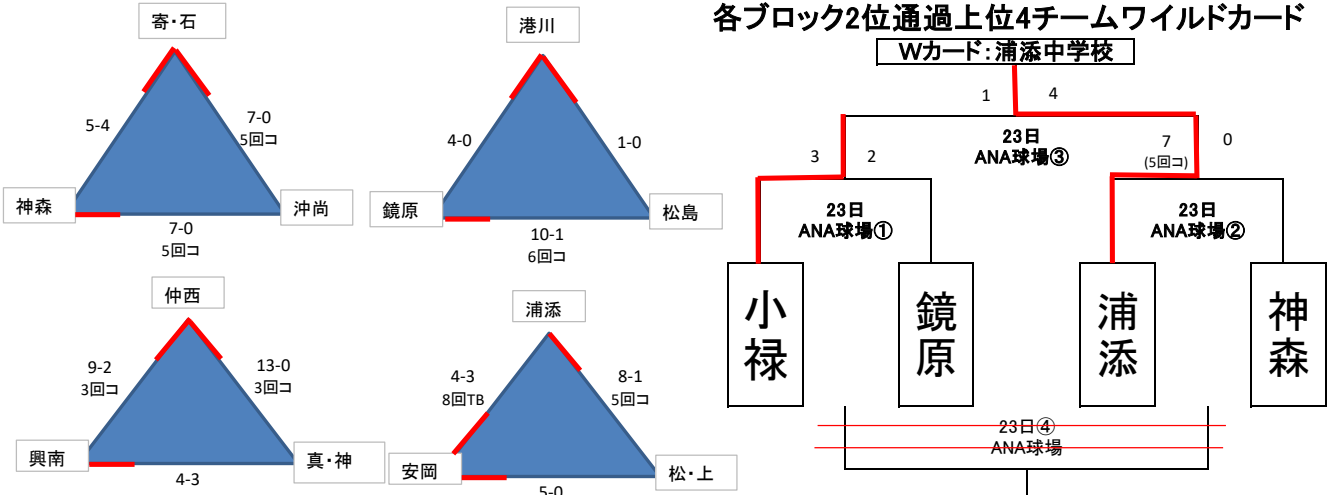 寄・石
5-4
7-0
5回コ
神森
沖尚
7-0
5回コ
港川
4-0
1-0
鏡原
松島
10-1
6回コ
仲西
9-2
3回コ
13-0
3回コ
興南
真・神
4-3
浦添
4-3
8回TB
8-1
5回コ
安岡
松・上
5-0
各ブロック2位通過上位4チームワイルドカード
Wカード:浦添中学校
1
4
23日
ANA球場③
3
2
7
(5回コ)
0
23日
ANA球場①
23日
ANA球場②
小禄
鏡原
浦添
神森
23日④
ANA球場